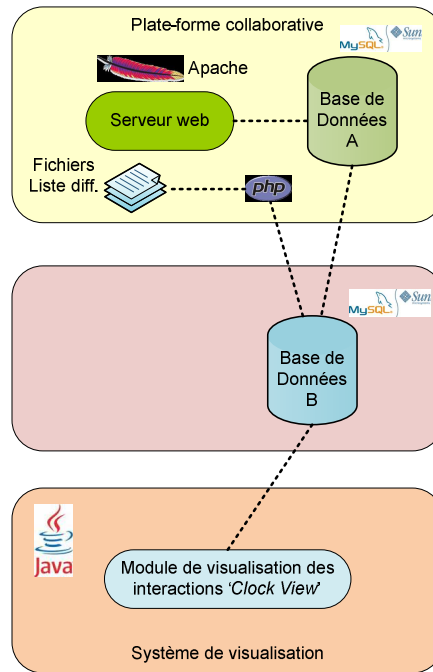 Plate-forme collaborative
MySQL
Sun
Apache
Serveur web
Base de
Données
A
Fichiers
Liste diff.
php
MySQL
Sun
Base de
Données
B
Java
Module de visualisation des
interactions ‘Clock View’
Système de visualisation